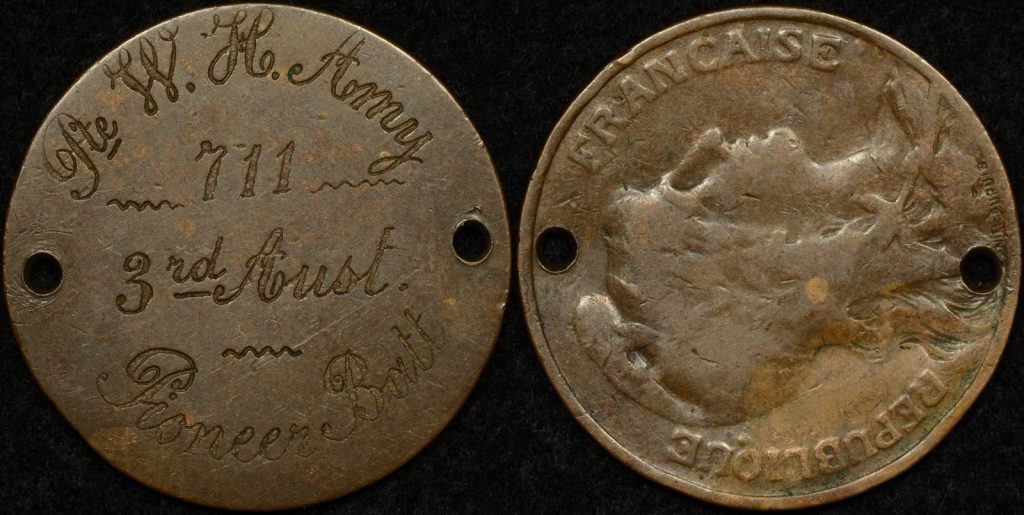 Pte W. H. Amy
711
3rd Aust.
Pioneer Batt
REPUBLIQUE
FRANCAISE